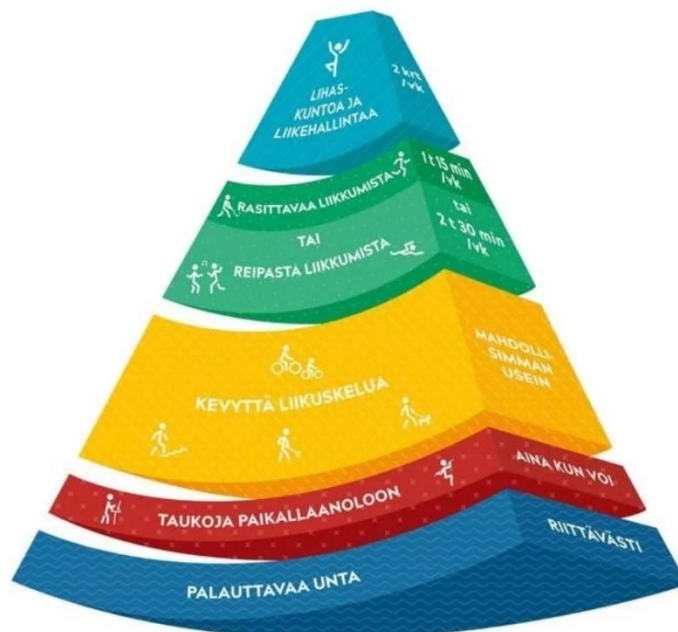 LIHAS-
KUNTOA JA
LIIKEHALLINTAA
2 krt
/vk
RASITTAVAA LIIKKUMISTA
1 t 15 min
/vk
TAI
tai
REIPASTA LIIKKUMISTA
2 t 30 min
/vk
KEVYTTÄ LIIKUSKELUA
MAHDOLLI-
SIMMAN
USEIN
TAUKOJA PAIKALLAANOLOON
AINA KUN VOI
PALAUTTAVAA UNTA
RIITTÄVÄSTI